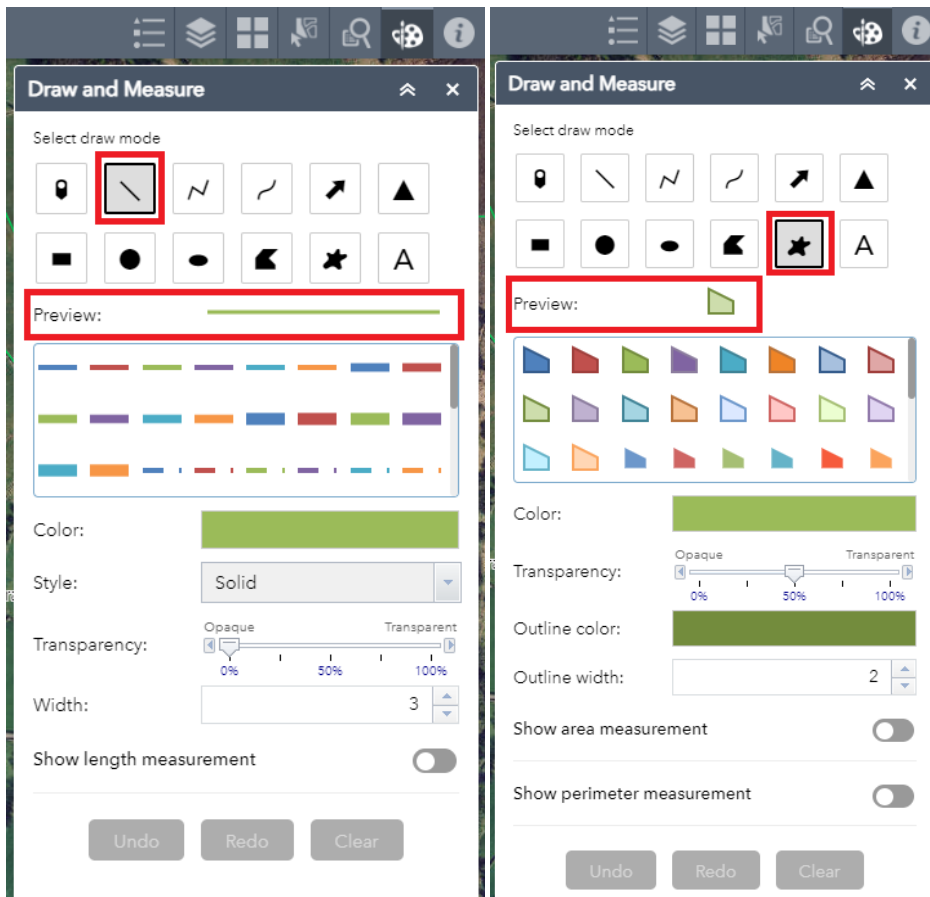 Draw and Measure
Select draw mode
A
Preview:
Color:
Style: Solid
Opaque Transparent
Transparency:
0% 50% 100%
Width: 3
Show length measurement
Undo Redo Clear
Draw and Measure
Select draw mode
A
Preview:
Color:
Opaque Transparent
Transparency:
0% 50% 100%
Outline color:
Outline width: 2
Show area measurement
Show perimeter measurement
Undo Redo Clear